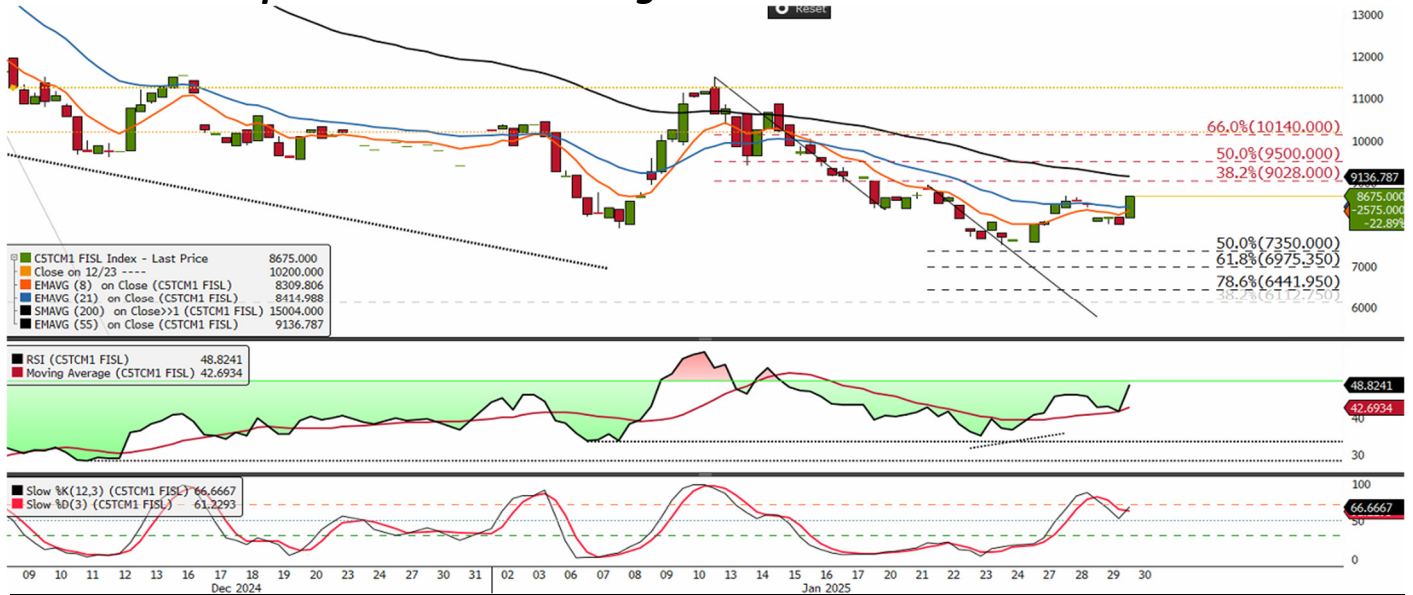 Reset
13000
12000
11000
10000
7000
6000
66.0%(10140.000)
50.0%(9500.000)
38.2%(9028.000)
9136.787
8675.000
-2575.000
-22.89%
50.0%(7350.000)
61.8%(6975.350)
78.6%(6441.950)
38.2%(6112.750)
C5TCM1 FISL Index - Last Price 8675.000
Close on 12/23 ---- 10200.000
EMAVG (8) on Close (C5TCM1 FISL) 8309.806
EMAVG (21) on Close (C5TCM1 FISL) 8414.988
SMAVG (200) on Close>>1 (C5TCM1 FISL) 15004.000
EMAVG (55) on Close (C5TCM1 FISL) 9136.787
RSI (C5TCM1 FISL) 48.8241
Moving Average (C5TCM1 FISL) 42.6934
48.8241
42.6934
40
30
Slow %K(12,3) (C5TCM1 FISL) 66.6667
Slow %D(3) (C5TCM1 FISL) 61.2293
100
66.6667
50
0
09 10 11 12 13 16 17 18 19 20 23 24 26 27 30 31 02 03 06 07 08 09 10 13 14 15 16 17 20 21 22 23 24 27 28 29 30
Dec 2024 Jan 2025